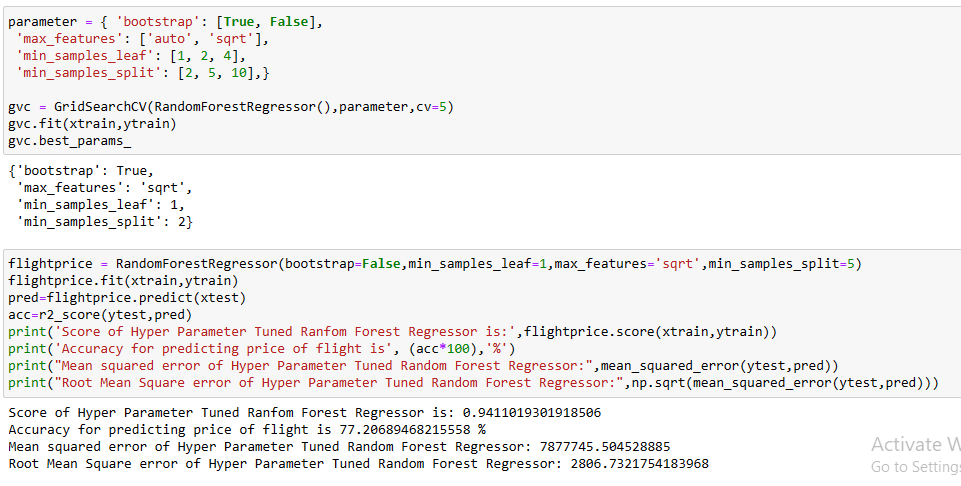 parameter = { 'bootstrap': [True, False],
 'max_features': ['auto', 'sqrt'],
 'min_samples_leaf': [1, 2, 4],
 'min_samples_split': [2, 5, 10],}
gvc = GridSearchCV(RandomForestRegressor(),parameter,cv=5)
gvc.fit(xtrain,ytrain)
gvc.best_params_
{'bootstrap': True,
 'max_features': 'sqrt',
 'min_samples_leaf': 1,
 'min_samples_split': 2}
flightprice = RandomForestRegressor(bootstrap=False,min_samples_leaf=1,max_features='sqrt',min_samples_split=5)
flightprice.fit(xtrain,ytrain)
pred=flightprice.predict(xtest)
acc=r2_score(ytest,pred)
print('Score of Hyper Parameter Tuned Ranfom Forest Regressor is:',flightprice.score(xtrain,ytrain))
print('Accuracy for predicting price of flight is', (acc*100),'%')
print("Mean squared error of Hyper Parameter Tuned Random Forest Regressor:",mean_squared_error(ytest,pred))
print("Root Mean Square error of Hyper Parameter Tuned Random Forest Regressor:",np.sqrt(mean_squared_error(ytest,pred)))
Score of Hyper Parameter Tuned Ranfom Forest Regressor is: 0.9411019301918506
Accuracy for predicting price of flight is 77.20689468215558 %
Mean squared error of Hyper Parameter Tuned Random Forest Regressor: 7877745.504528885
Root Mean Square error of Hyper Parameter Tuned Random Forest Regressor: 2806.7321754183968
Activate W
Go to Settings